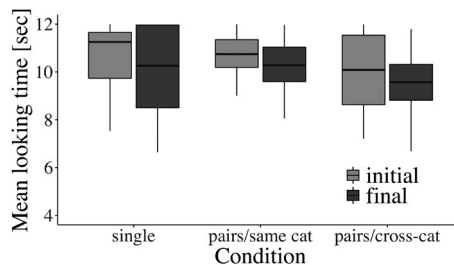 Mean looking time [sec]
12
10
8
6
4
initial
final
single pairs/same cat pairs/cross-cat
Condition